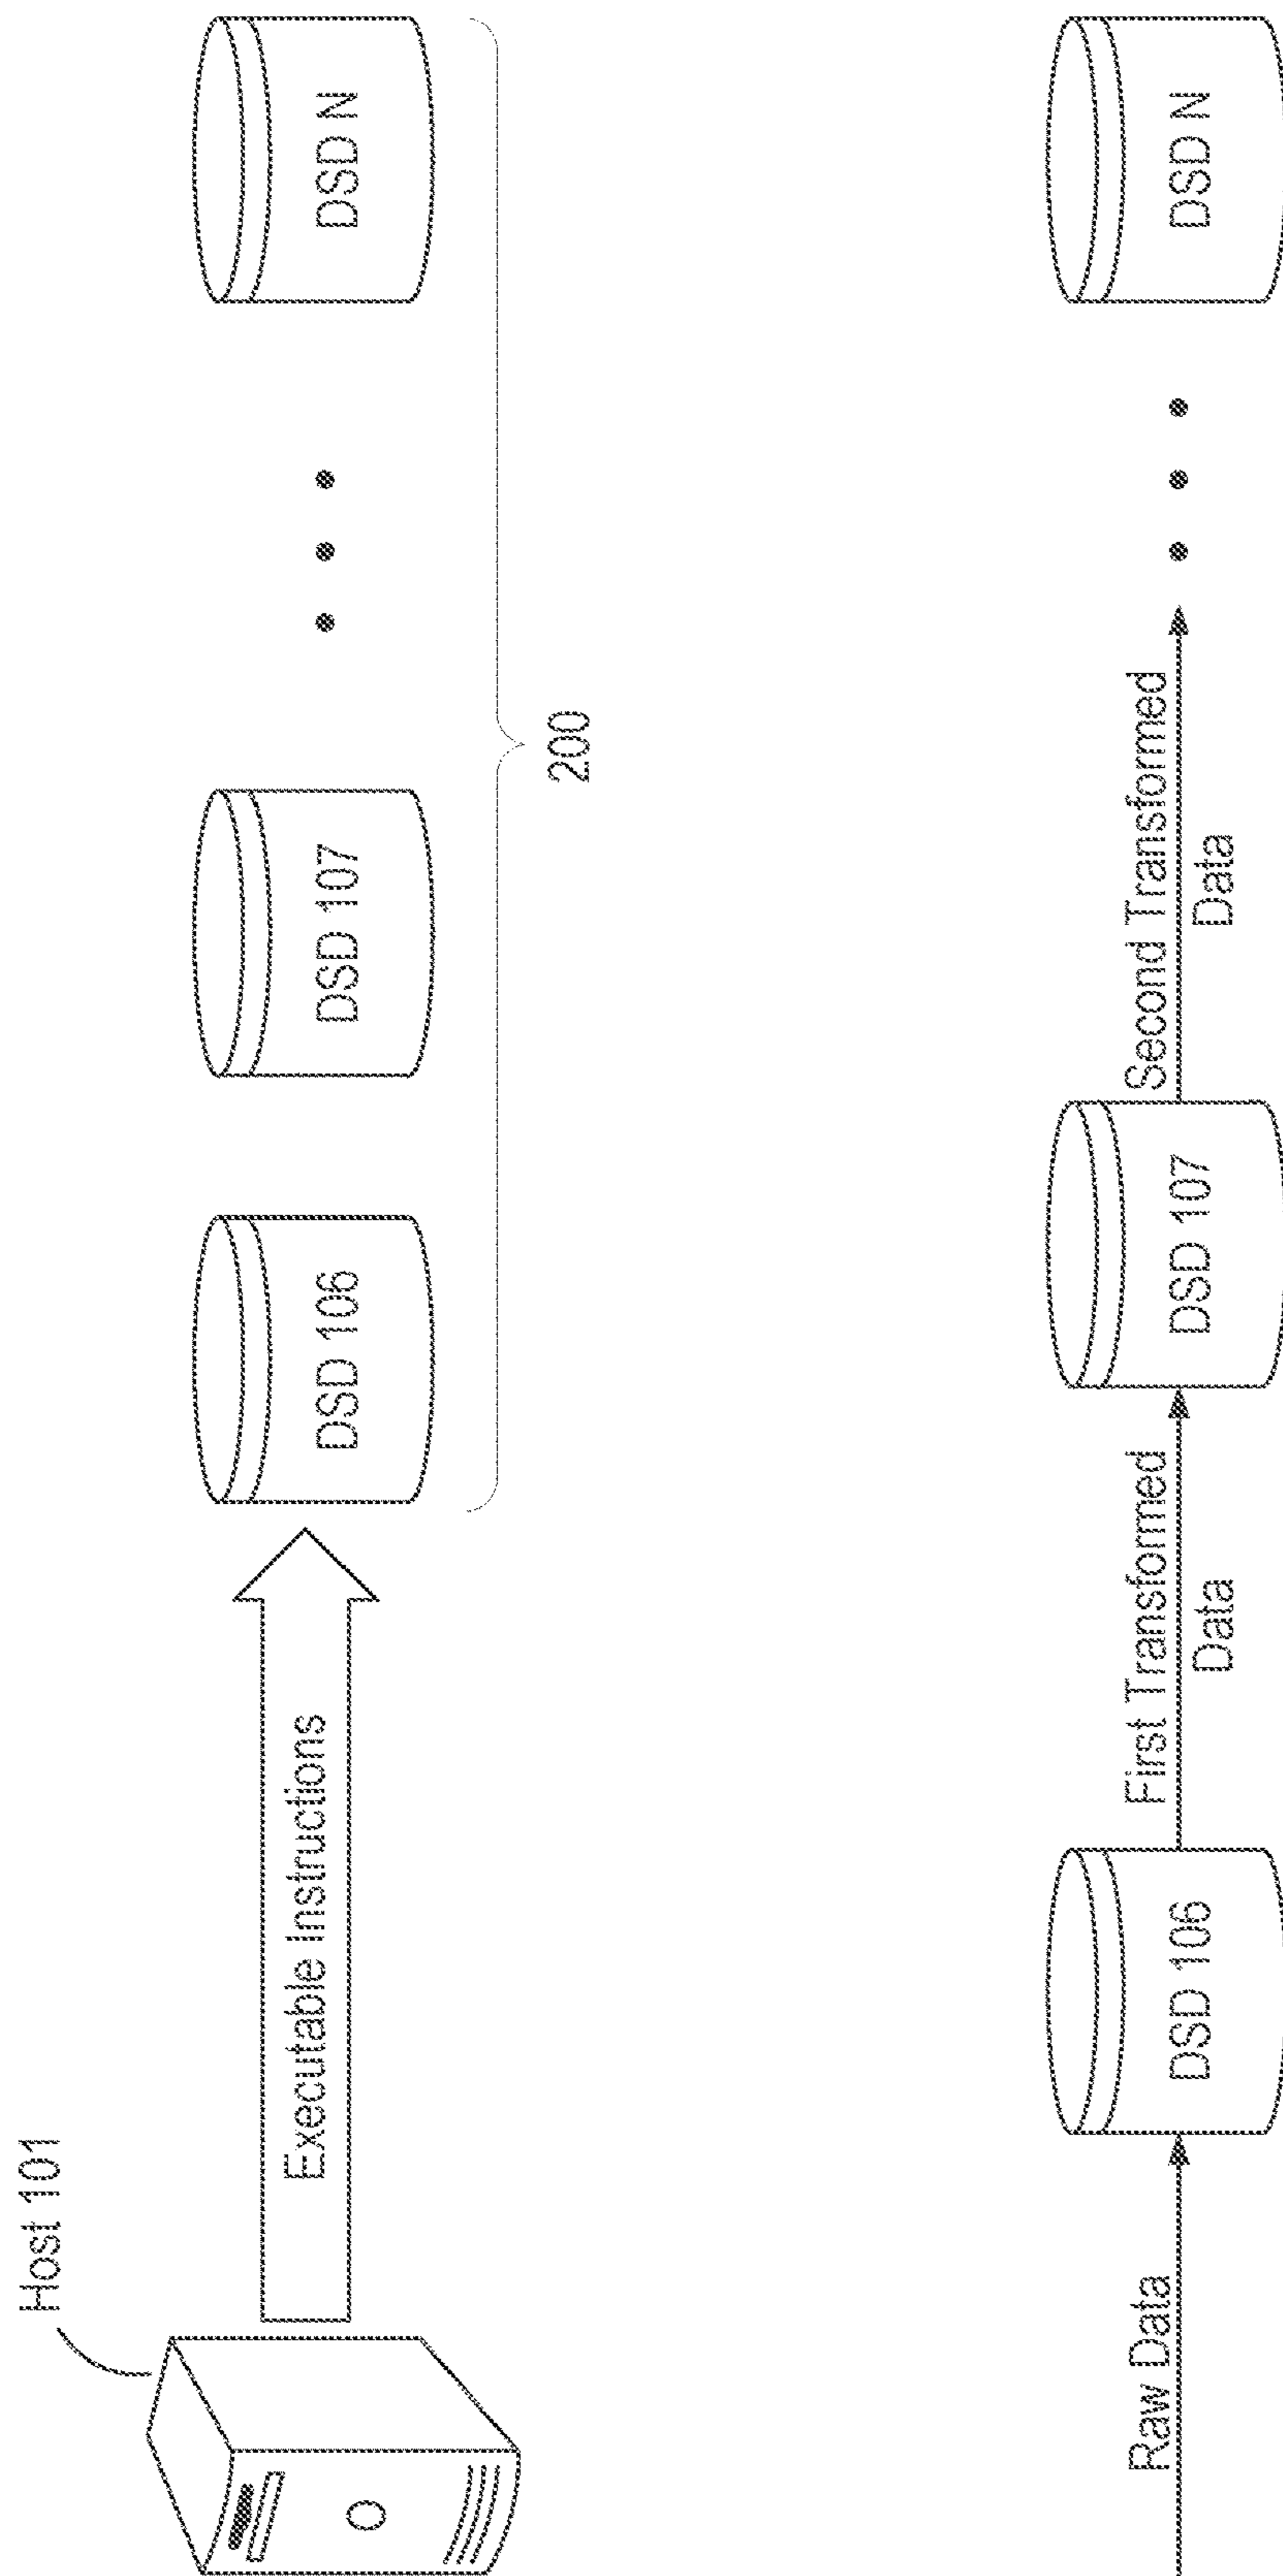 Host 101
Executable Instructions
DSD 106
DSD 107
DSD N
200
Raw Data
DSD 106
First Transformed
Data
DSD 107
Second Transformed
Data
DSD N